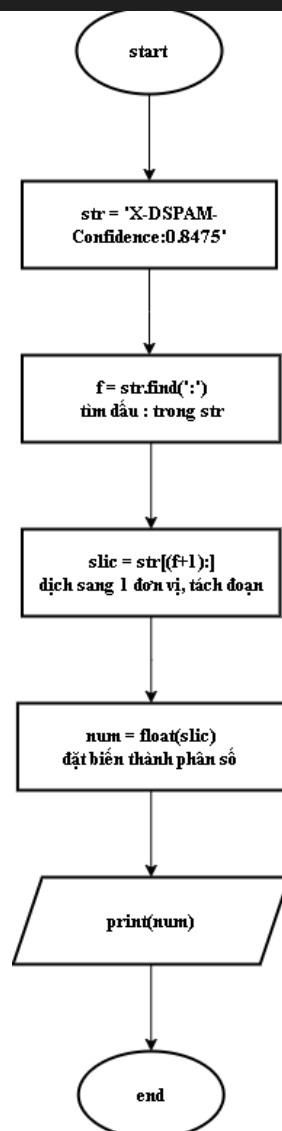 start
str = 'X-DSPAM-
Confidence:0.8475'
f = str.find(':')
tìm dấu : trong str
slic = str[(f+1):]
dịch sang 1 đơn vị, tách đoạn
num = float(slic)
đặt biến thành phân số
print(num)
end